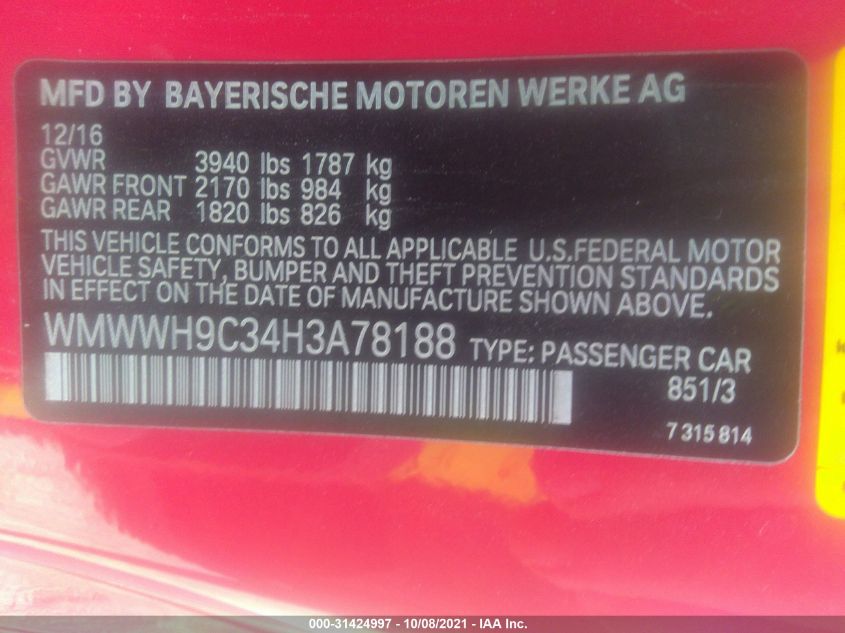 MFD BY BAYERISCHE MOTOREN WERKE AG
12/16
GVWR 3940 lbs 1787 kg
GAWR FRONT 2170 lbs 984 kg
GAWR REAR 1820 lbs 826 kg
THIS VEHICLE CONFORMS TO ALL APPLICABLE U.S.FEDERAL MOTOR
VEHICLE SAFETY, BUMPER AND THEFT PREVENTION STANDARDS
IN EFFECT ON THE DATE OF MANUFACTURE SHOWN ABOVE.
WMWWH9C34H3A78188 TYPE: PASSENGER CAR
851/3
7 315 814
000-31424997 - 10/08/2021 - IAA Inc.